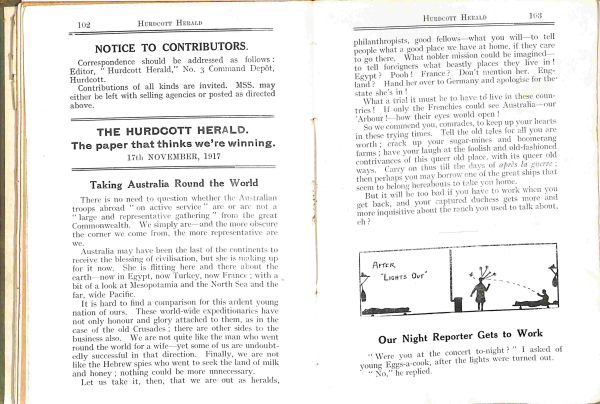 102 HURDCOTT HERALD
NOTICE TO CONTRIBUTORS.
Correspondence should be addressed as follows :
Editor, "Hurdcott Herald," No. 3 Command Depôt,
Hurdcott.
Contributions of all kinds are invited. MSS. may
either be left with selling agencies or posted as directed
above.
THE HURDCOTT HERALD.
The paper that thinks we're winning.
17TH NOVEMBER, 1917
Taking Australia Round the World
There is no need to question whether the Australian
troops abroad "on active service" are or are not a
"large and representative gathering" from the great
Commonwealth. We simply are—and the more obscure
the corner we come from, the more representative are
we.
Australia may have been the last of the continents to
receive the blessing of civilisation, but she is making up
for it now. She is flitting here and there about the
earth—now in Egypt, now Turkey, now France ; with a
bit of a look at Mesopotamia and the North Sea and the
far, wide Pacific.
It is hard to find a comparison for this ardent young
nation of ours. These world-wide expeditionaries have
not only honour and glory attached to them, as in the
case of the old Crusades ; there are other sides to the
business also. We are not quite like the man who went
round the world for a wife—yet some of us are undoubt-
edly successful in that direction. Finally, we are not
like the Hebrew spies who went to seek the land of milk
and honey ; nothing could be more unnecessary.
Let us take it, then, that we are out as heralds,
HURDCOTT HERALD 103
philanthropists, good fellows—what you will—to tell
people what a good place we have at home, if they care
to go there. What nobler mission could be imagined—
to tell foreigners what beastly places they live in !
Egypt ? Pooh ! France ? Don't mention her. Eng-
land ? Hand her over to Germany and apologise for the
state she's in !
What a trial it must be to have to live in these coun-
tries ! If only the Frenchies could see Australia—our
'Arbour !—how their eyes would open !
So we commend you, comrades, to keep up your hearts
in these trying times. Tell the old tales for all you are
worth ; crack up your sugar-mines and boomerang
farms ; have your laugh at the foolish and old-fashioned
contrivances of this queer old place, with its queer old
ways. Carry on thus till the days of après la guerre ;
then perhaps you may borrow one of the great ships that
seem to belong hereabouts to take you home.
But it will be too bad if you have to work when you
get back, and your captured duchess gets more and
more inquisitive about the ranch you used to talk about,
eh ?
AFTER
"LIGHTS OUT"
Our Night Reporter Gets to Work
"Were you at the concert to-night ?" I asked of
young Eggs-a-cook, after the lights were turned out.
"No," he replied.